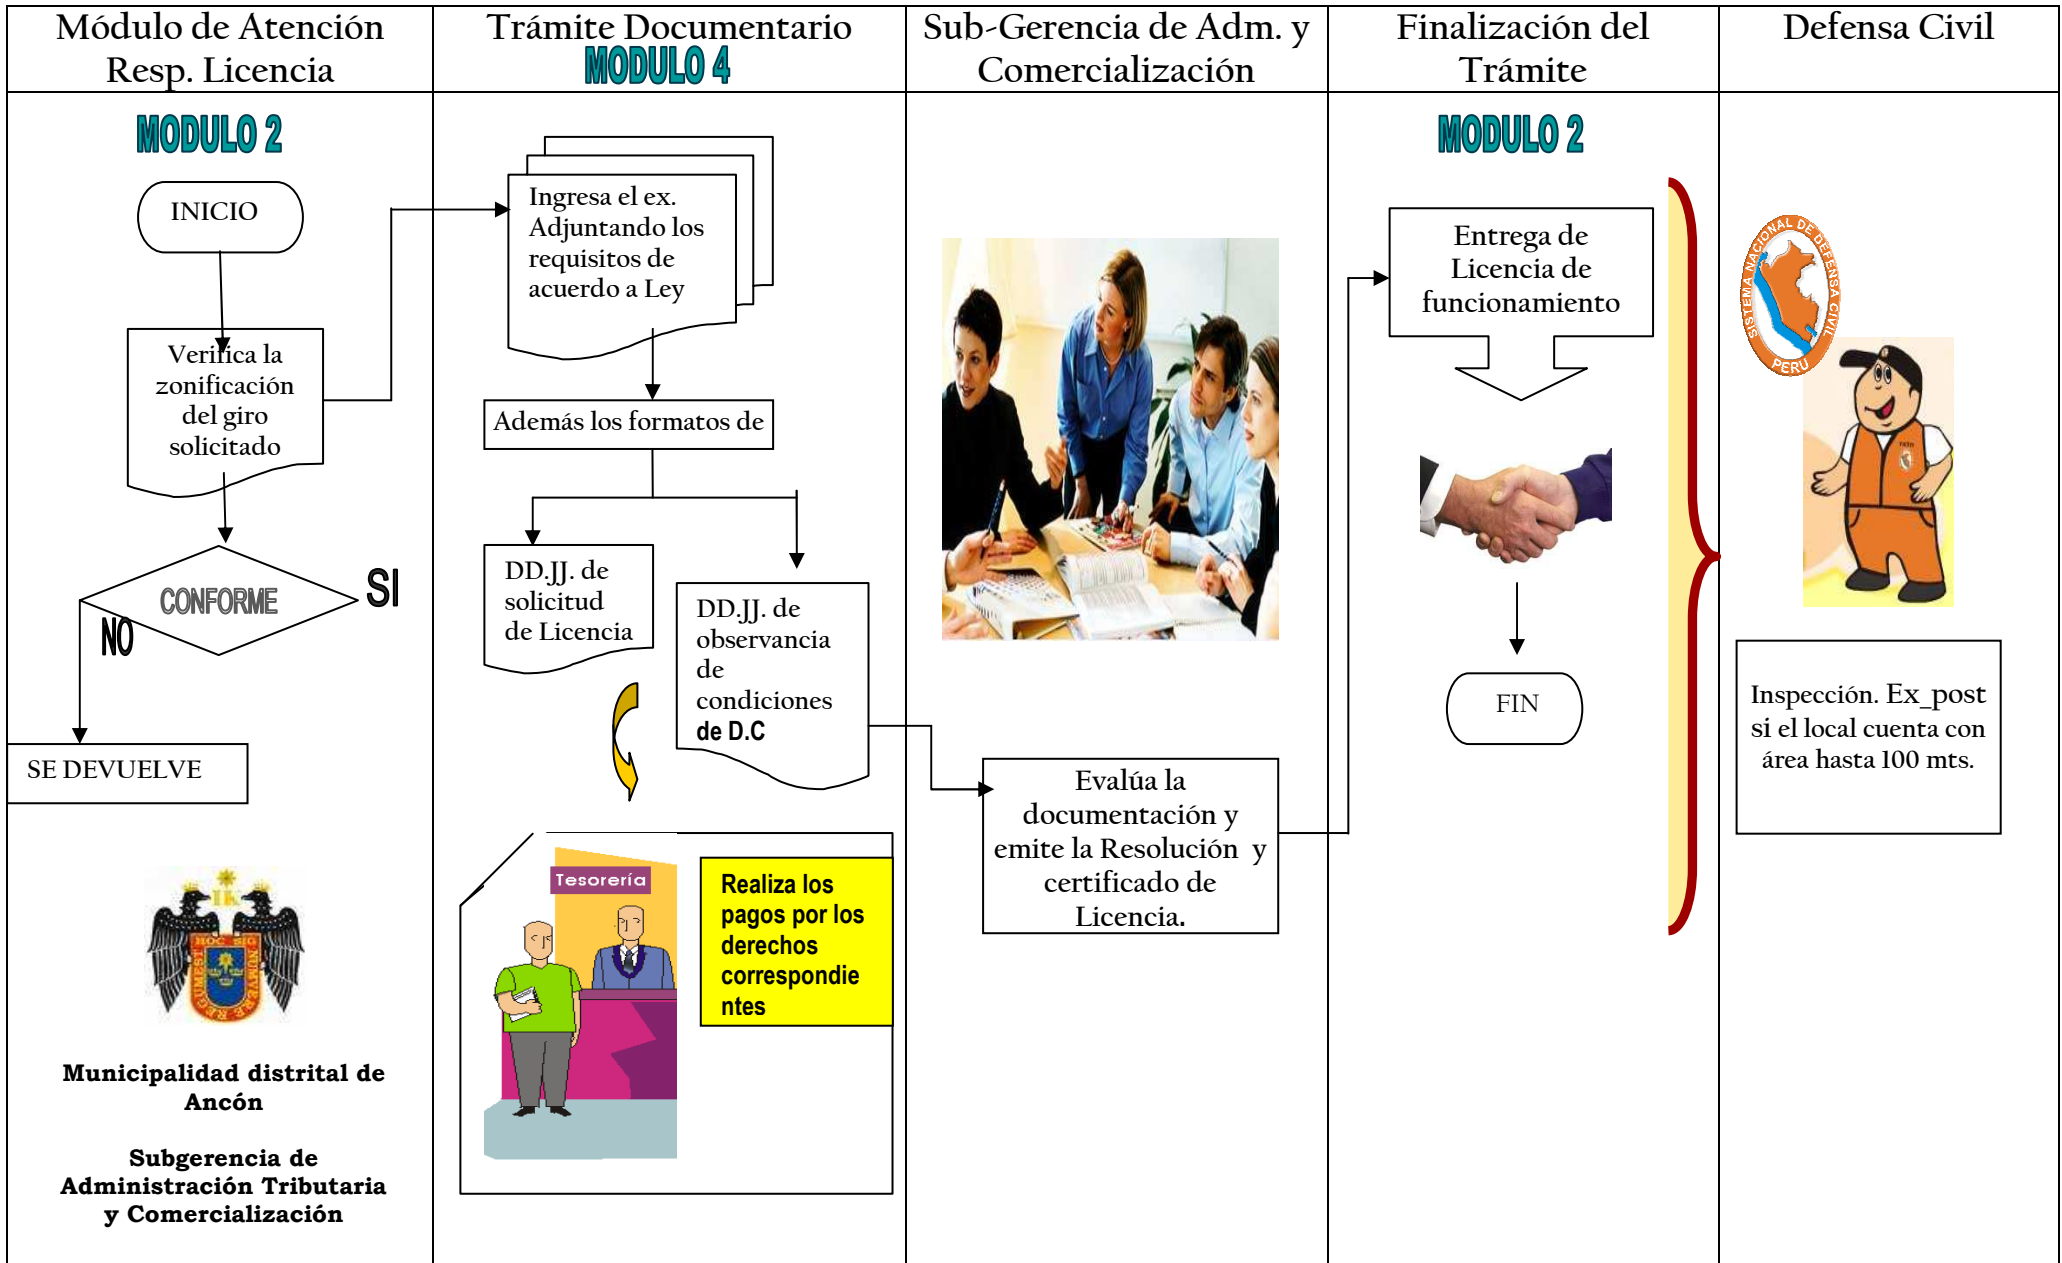 Módulo de Atención
Resp. Licencia
Trámite Documentario
MODULO 4
Sub-Gerencia de Adm. y
Comercialización
Finalización del
Trámite
Defensa Civil
MODULO 2
INICIO
Verifica la
zonificación
del giro
solicitado
CONFORME
SI
NO
SE DEVUELVE
HOC SIG
Municipalidad distrital de
Ancón
Subgerencia de
Administración Tributaria
y Comercialización
Ingresa el ex.
Adjuntando los
requisitos de
acuerdo a Ley
Además los formatos de
DD.JJ. de
solicitud
de Licencia
DD.JJ. de
observancia
de
condiciones
de D.C
Tesorería
Realiza los
pagos por los
derechos
correspondie
ntes
Evalúa la
documentación y
emite la Resolución y
certificado de
Licencia.
MODULO 2
Entrega de
Licencia de
funcionamiento
FIN
SISTEMA NACIONAL DE DEFENSA CIVIL
PERU
Inspección. Ex_post
si el local cuenta con
área hasta 100 mts.